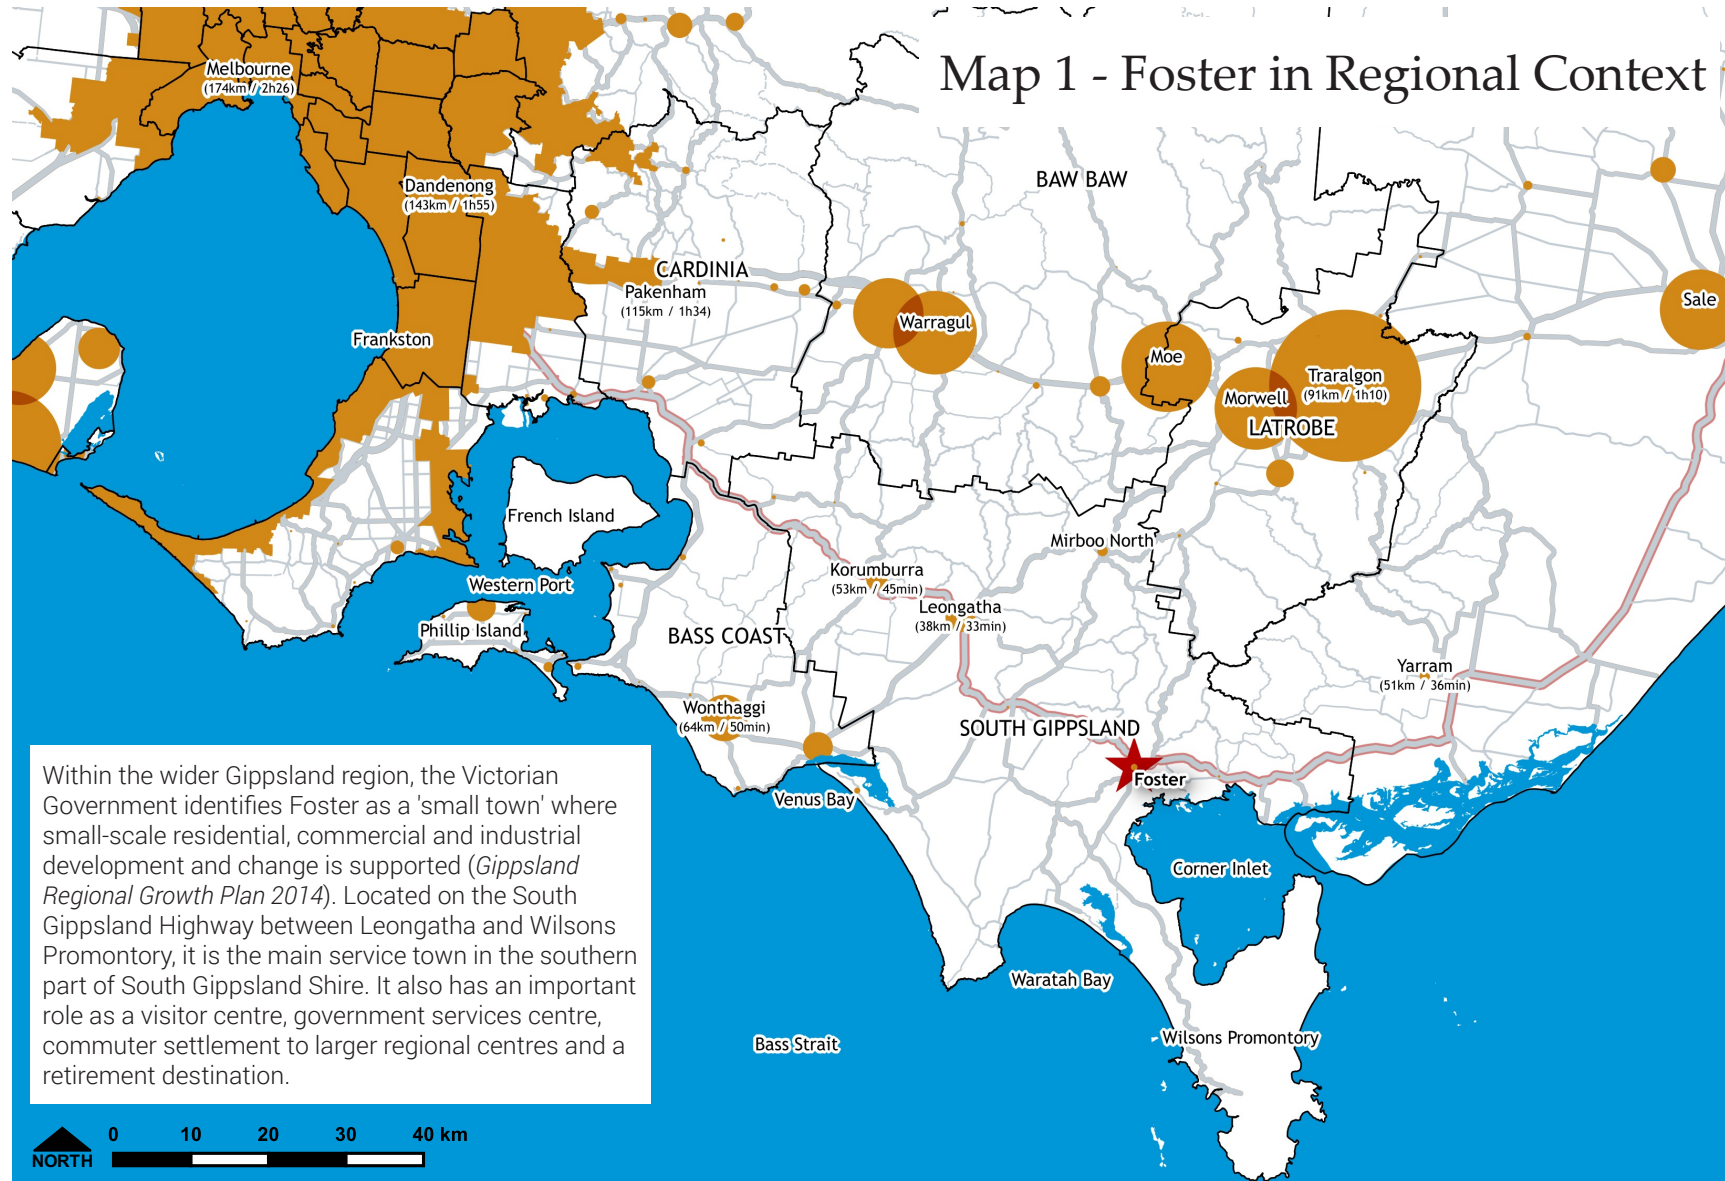 Map 1 - Foster in Regional Context
Melbourne
(174km / 2h26)
BAW BAW
Dandenong
(143km / 1h55)
CARDINIA
Pakenham
(115km / 1h34)
Sale
Warragul
Frankston
Moe
Traralgon
(91km / 1h10)
Morwell
LATROBE
French Island
Mirboo North
Korumburra
(53km / 45min)
Western Port
Leongatha
(38km / 33min)
Phillip Island
BASS COAST
Yarram
(51km / 36min)
Wonthaggi
(64km / 50min)
SOUTH GIPPSLAND
Foster
Venus Bay
Corner Inlet
Waratah Bay
Wilsons Promontory
Bass Strait
Within the wider Gippsland region, the Victorian
Government identifies Foster as a 'small town' where
small-scale residential, commercial and industrial
development and change is supported (Gippsland
Regional Growth Plan 2014). Located on the South
Gippsland Highway between Leongatha and Wilsons
Promontory, it is the main service town in the southern
part of South Gippsland Shire. It also has an important
role as a visitor centre, government services centre,
commuter settlement to larger regional centres and a
retirement destination.
0 10 20 30 40 km
NORTH